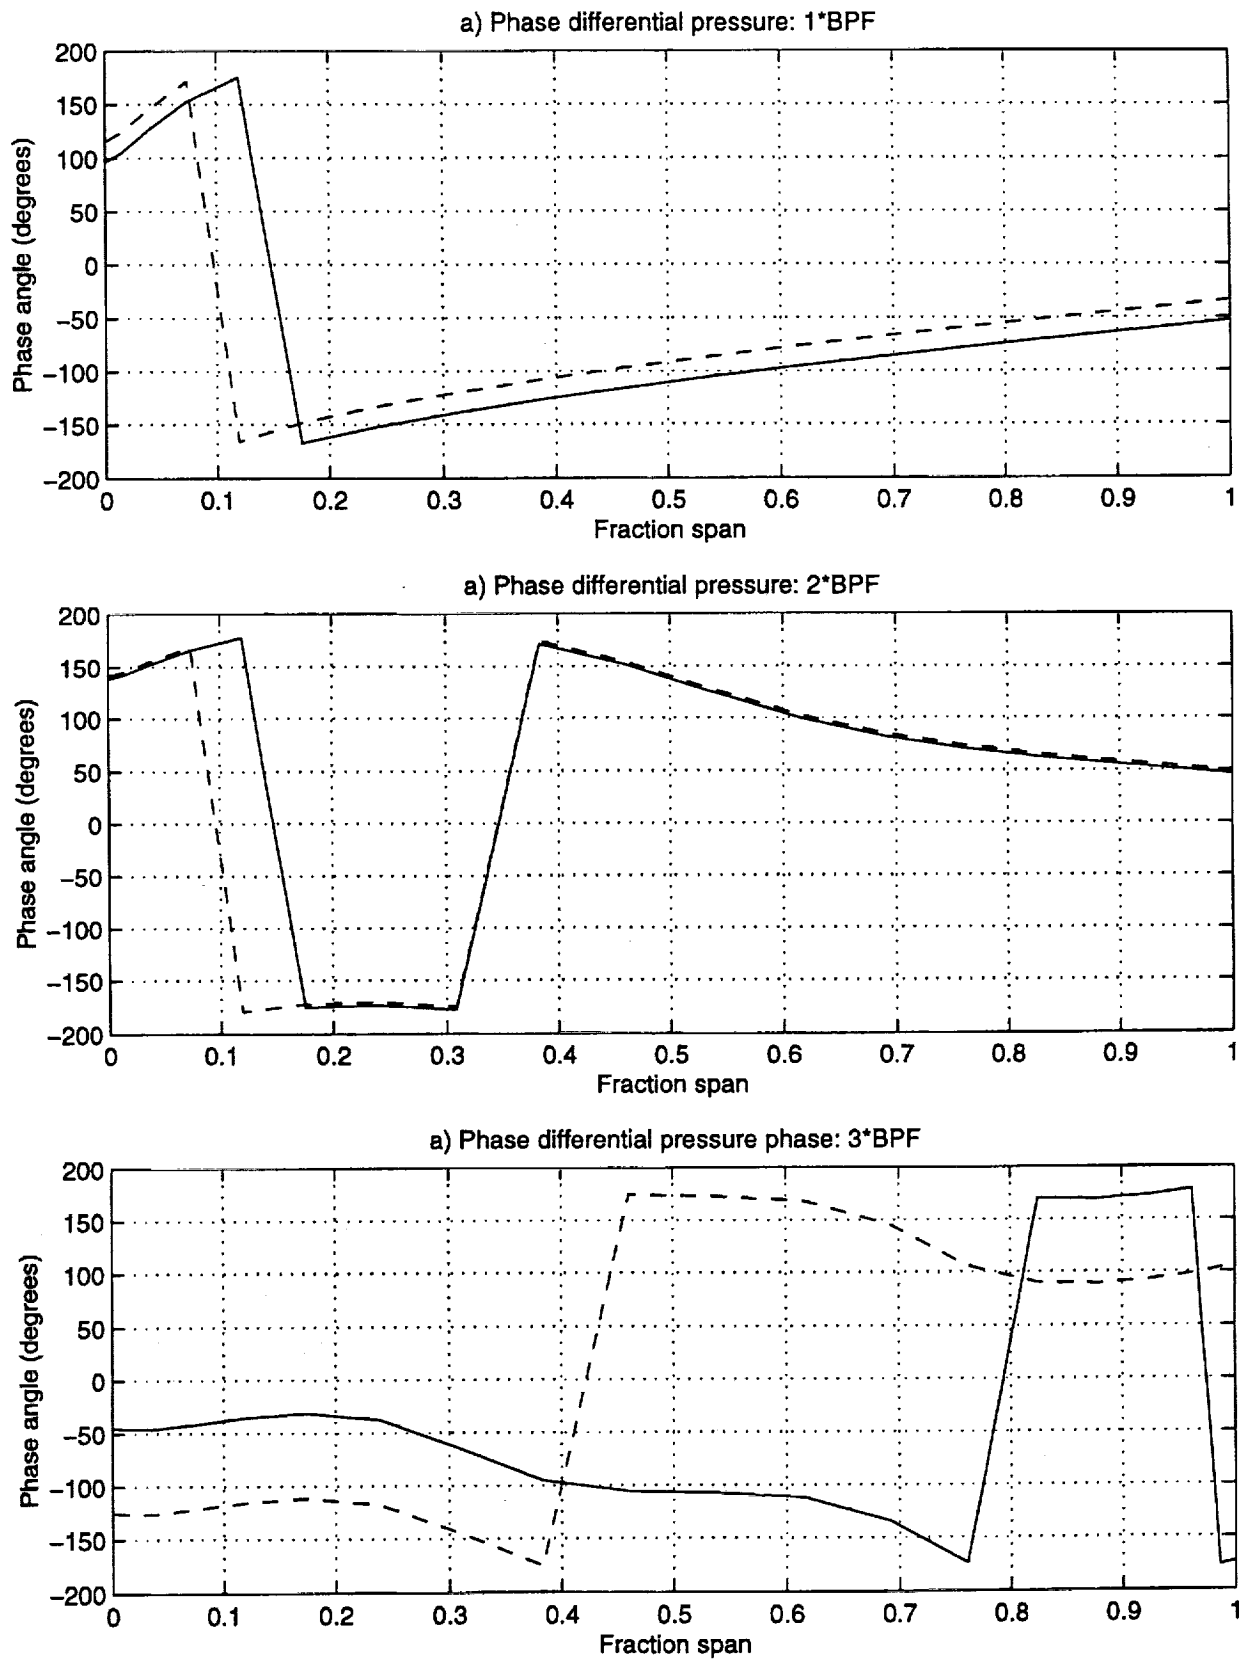 a) Phase differential pressure: 1*BPF
200
150
100
50
0
−50
−100
−150
−200
Phase angle (degrees)
0 0.1 0.2 0.3 0.4 0.5 0.6 0.7 0.8 0.9 1
Fraction span
a) Phase differential pressure: 2*BPF
200
150
100
50
0
−50
−100
−150
−200
Phase angle (degrees)
0 0.1 0.2 0.3 0.4 0.5 0.6 0.7 0.8 0.9 1
Fraction span
a) Phase differential pressure phase: 3*BPF
200
150
100
50
0
−50
−100
−150
−200
Phase angle (degrees)
0 0.1 0.2 0.3 0.4 0.5 0.6 0.7 0.8 0.9 1
Fraction span